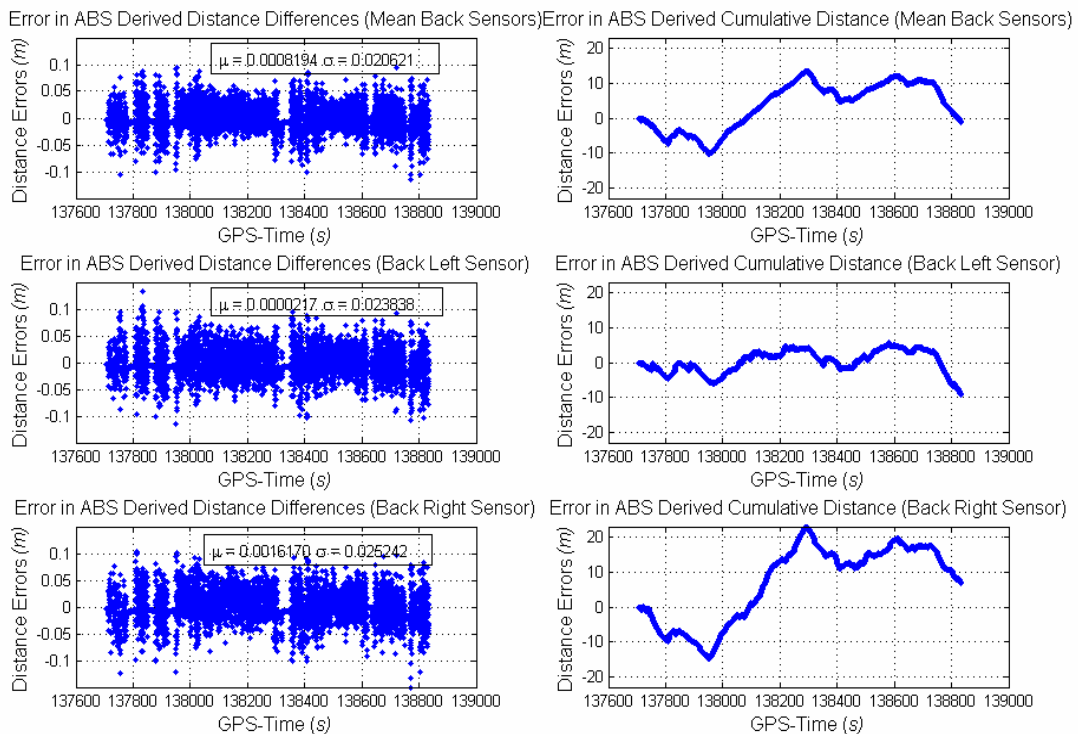 Error in ABS Derived Distance Differences (Mean Back Sensors)
μ = 0.0008194 σ = 0.020621
Distance Errors (m)
0.1
0.05
0
-0.05
-0.1
137600 137800 138000 138200 138400 138600 138800 139000
GPS-Time (s)
Error in ABS Derived Cumulative Distance (Mean Back Sensors)
Distance Errors (m)
20
10
0
-10
-20
137600 137800 138000 138200 138400 138600 138800 139000
GPS-Time (s)
Error in ABS Derived Distance Differences (Back Left Sensor)
μ = 0.0000217 σ = 0.023838
Distance Errors (m)
0.1
0.05
0
-0.05
-0.1
137600 137800 138000 138200 138400 138600 138800 139000
GPS-Time (s)
Error in ABS Derived Cumulative Distance (Back Left Sensor)
Distance Errors (m)
20
10
0
-10
-20
137600 137800 138000 138200 138400 138600 138800 139000
GPS-Time (s)
Error in ABS Derived Distance Differences (Back Right Sensor)
μ = 0.0016170 σ = 0.025242
Distance Errors (m)
0.1
0.05
0
-0.05
-0.1
137600 137800 138000 138200 138400 138600 138800 139000
GPS-Time (s)
Error in ABS Derived Cumulative Distance (Back Right Sensor)
Distance Errors (m)
20
10
0
-10
-20
137600 137800 138000 138200 138400 138600 138800 139000
GPS-Time (s)